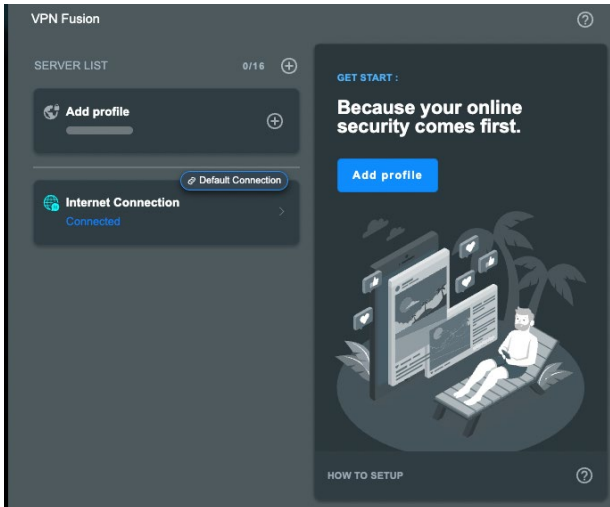 VPN Fusion
SERVER LIST 0/16
Add profile
Default Connection
Internet Connection
Connected
GET START :
Because your online
security comes first.
Add profile
HOW TO SETUP